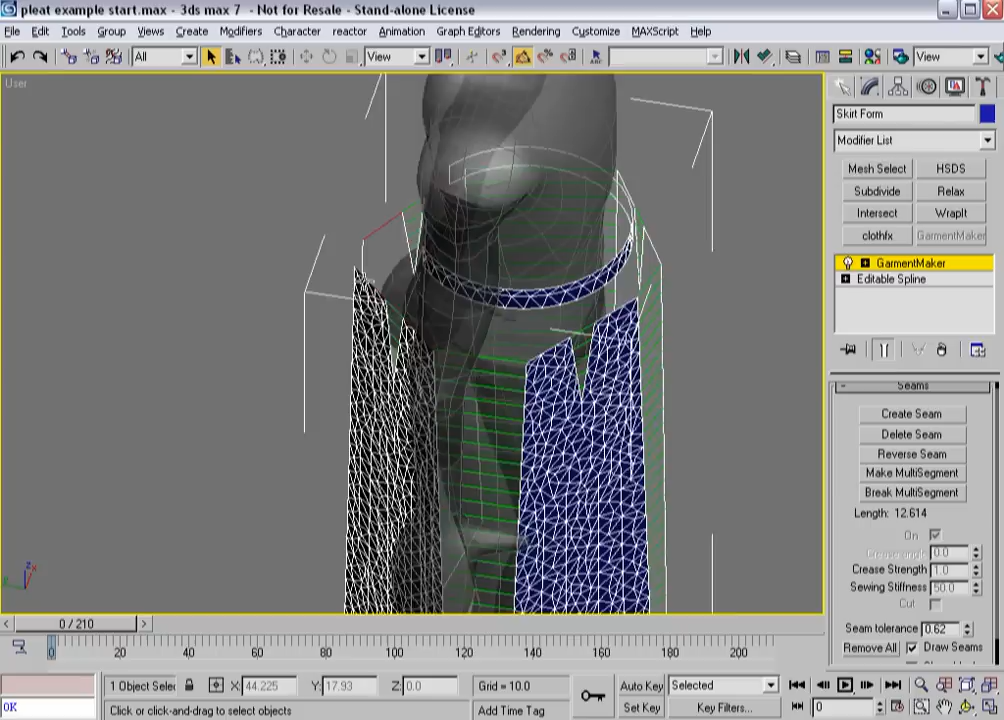 pleat example start.max - 3ds max 7 - Not for Resale - Stand-alone License
File Edit Tools Group Views Create Modifiers Character reactor Animation Graph Editors Rendering Customize MAXScript Help
All View View
User
Skirt Form
Modifier List
Mesh Select HSDS
Subdivide Relax
Intersect WrapIt
clothfx GarmentMaker
GarmentMaker
Editable Spline
Seams
Create Seam
Delete Seam
Reverse Seam
Make MultiSegment
Break MultiSegment
Length: 12.614
On
Crease angle 0.0
Crease Strength 1.0
Sewing Stiffness 50.0
Cut
Seam tolerance 0.62
Remove All Draw Seams
< 0 / 210 >
0 20 40 60 80 100 120 140 160 180 200
1 Object Selec X: 44.225 Y: 17.93 Z: 0.0 Grid = 10.0 Auto Key Selected
OK Click or click-and-drag to select objects Add Time Tag Set Key Key Filters... 0